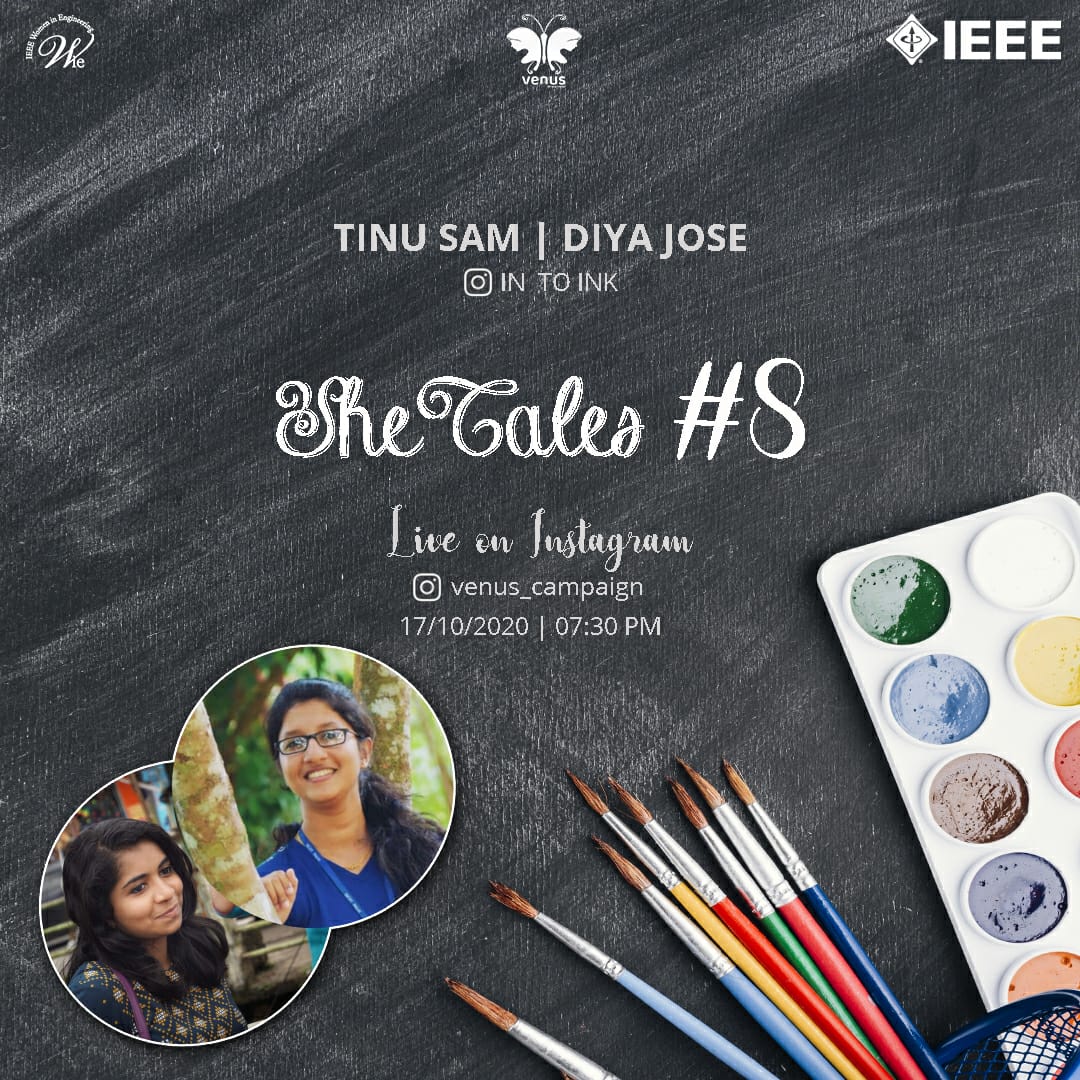 IEEE Women in Engineering
Wie
venus
IEEE
TINU SAM | DIYA JOSE
IN_TO INK
SheTales #8
Live on Instagram
venus_campaign
17/10/2020 | 07:30 PM